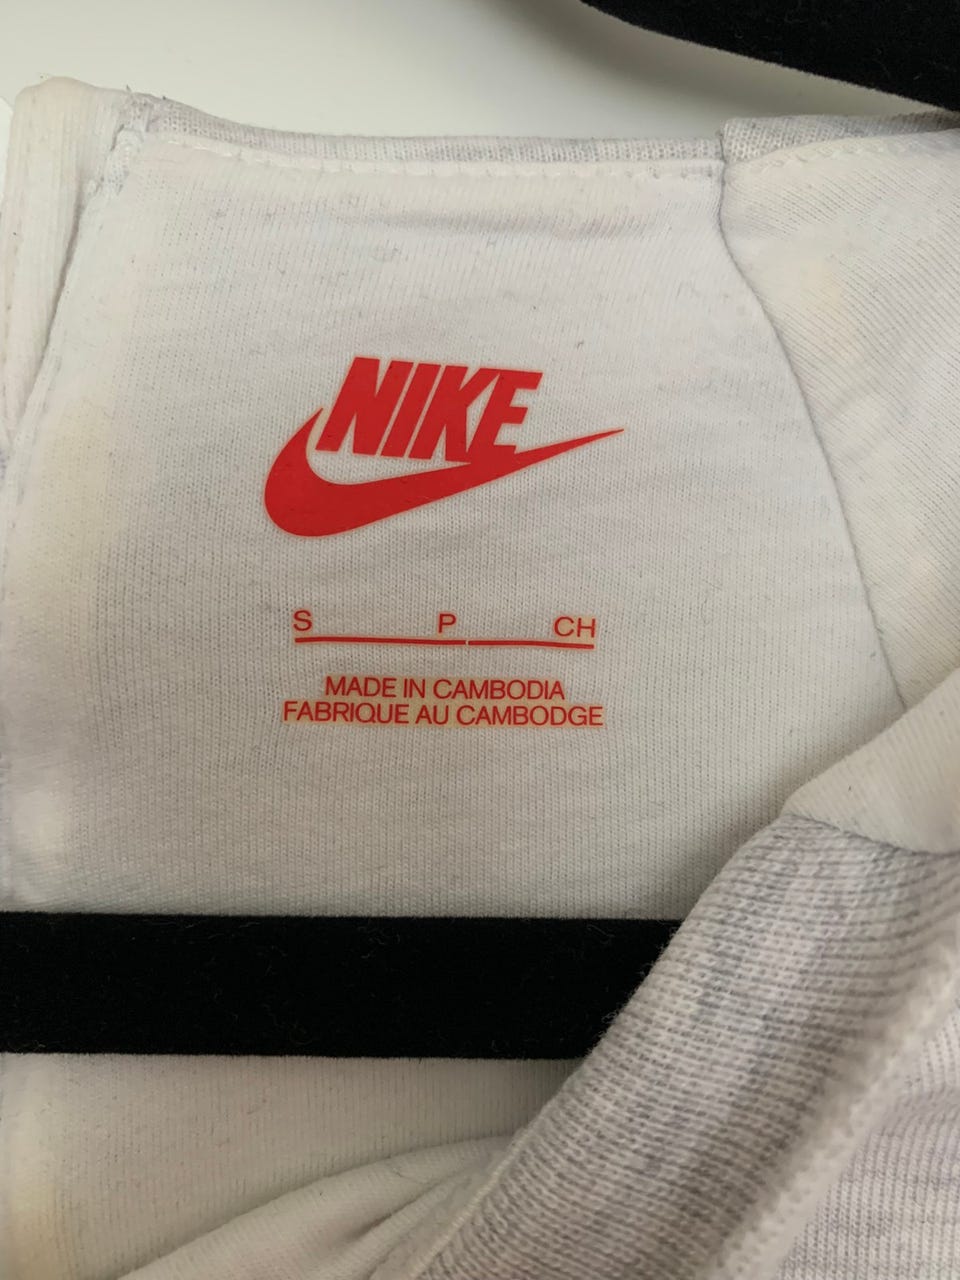 NIKE
S P CH
MADE IN CAMBODIA
FABRIQUE AU CAMBODGE